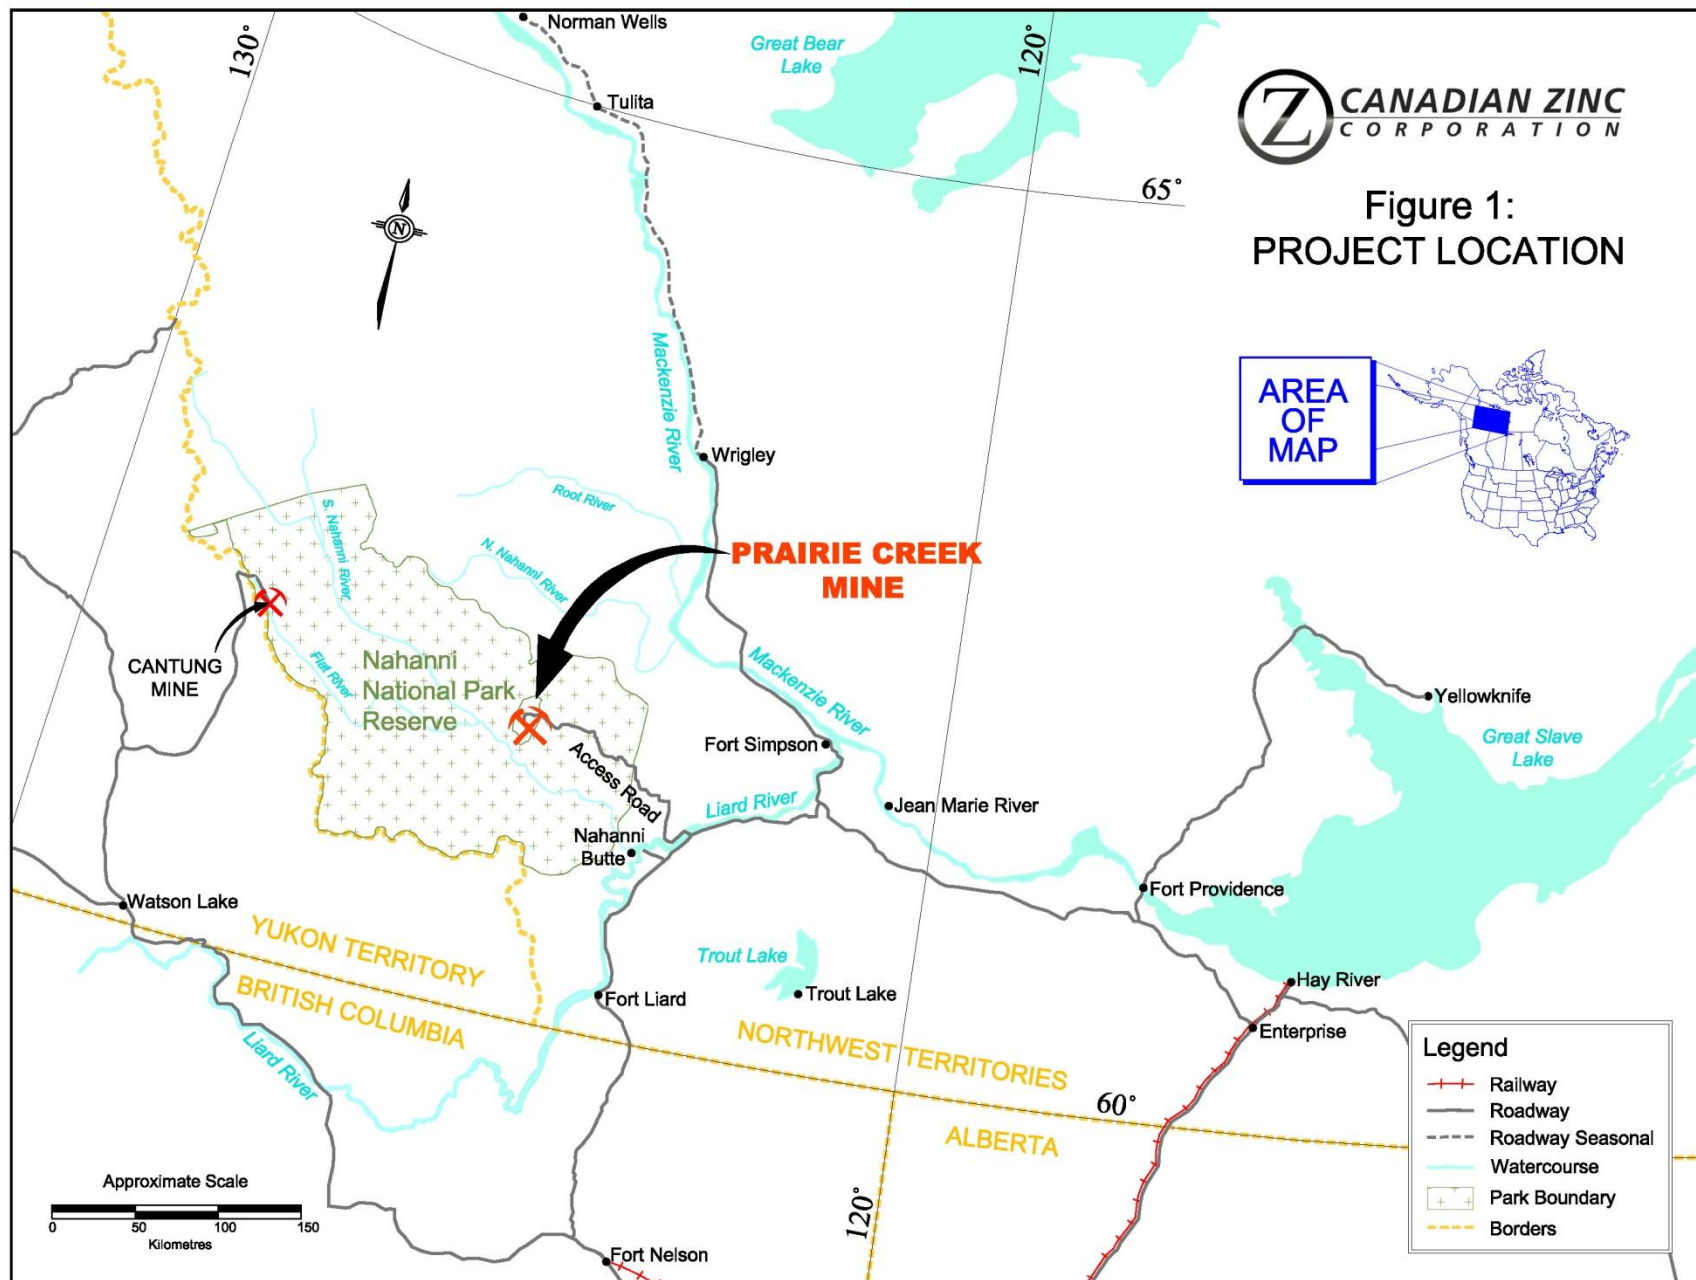 Norman Wells
Great Bear
Lake
130°
120°
Tulita
Z
CANADIAN ZINC
CORPORATION
65°
Figure 1:
PROJECT LOCATION
N
Mackenzie River
AREA
OF
MAP
Wrigley
Root River
S. Nahanni River
N. Nahanni River
PRAIRIE CREEK
MINE
CANTUNG
MINE
Flat River
Nahanni
National Park
Reserve
Mackenzie River
Yellowknife
Great Slave
Lake
Fort Simpson
Access Road
Liard River
Jean Marie River
Nahanni
Butte
Fort Providence
Watson Lake
YUKON TERRITORY
BRITISH COLUMBIA
Trout Lake
Trout Lake
Hay River
Fort Liard
Enterprise
NORTHWEST TERRITORIES
Liard River
60°
ALBERTA
120°
Legend
Railway
Roadway
Roadway Seasonal
Watercourse
Park Boundary
Borders
Approximate Scale
0 50 100 150
Kilometres
Fort Nelson